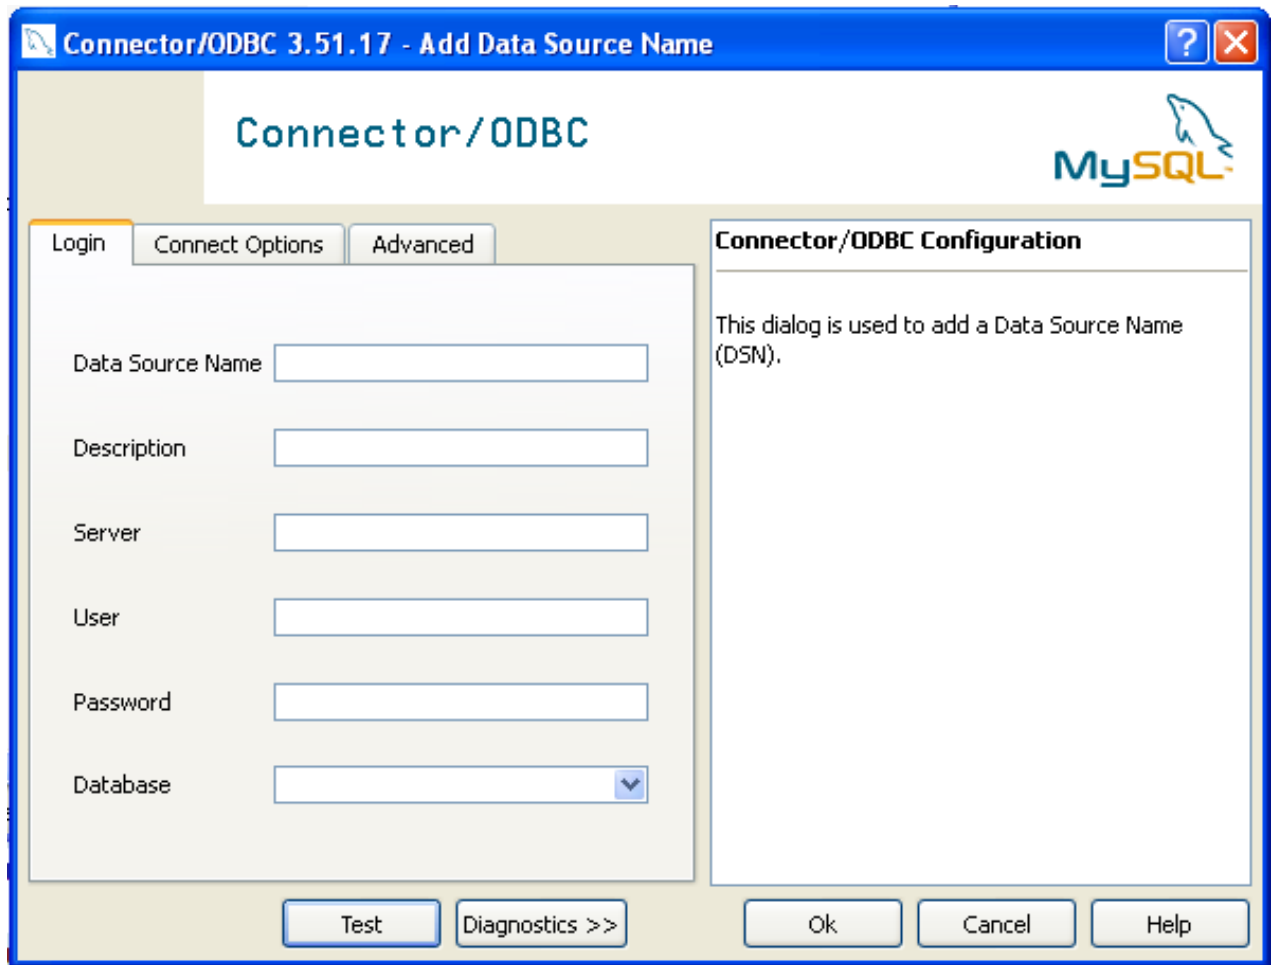 Connector/ODBC 3.51.17 - Add Data Source Name
?
Connector/ODBC
MySQL
Login
Connect Options
Advanced
Data Source Name
Description
Server
User
Password
Database
Connector/ODBC Configuration
This dialog is used to add a Data Source Name
(DSN).
Test
Diagnostics >>
Ok
Cancel
Help